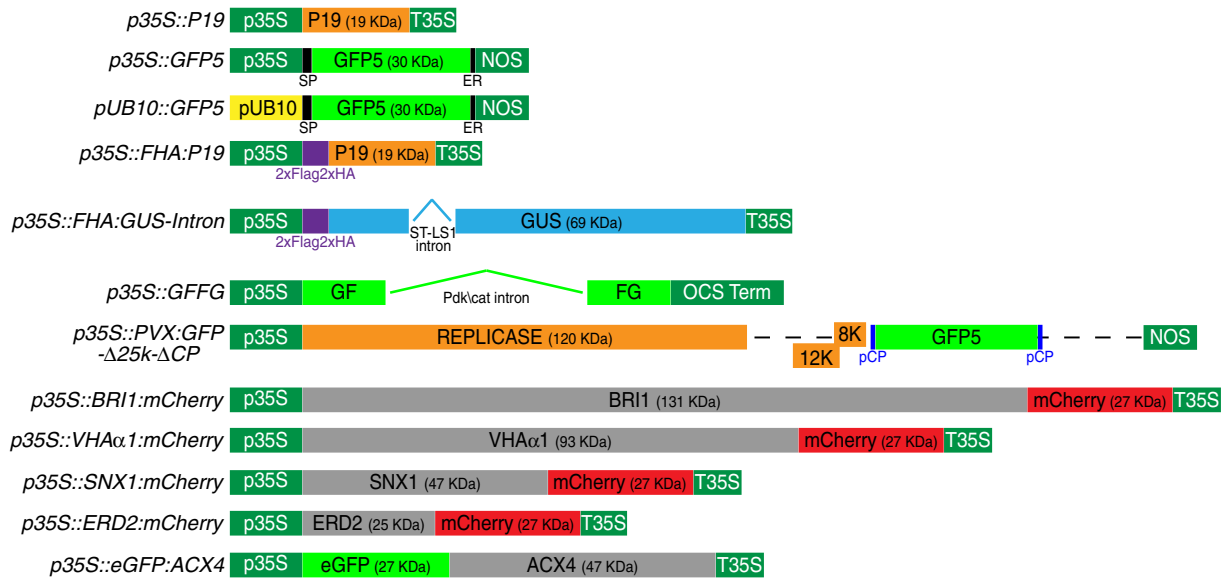 p35S::P19 p35S P19 (19 KDa) T35S
p35S::GFP5 p35S GFP5 (30 KDa) NOS
SP ER
pUB10::GFP5 pUB10 GFP5 (30 KDa) NOS
SP ER
p35S::FHA:P19 p35S P19 (19 KDa) T35S
2xFlag2xHA
p35S::FHA:GUS-Intron p35S GUS (69 KDa) T35S
2xFlag2xHA ST-LS1
intron
p35S::GFFG p35S GF Pdk\cat intron FG OCS Term
p35S::PVX:GFP p35S REPLICASE (120 KDa) 8K GFP5 NOS
-Δ25k-ΔCP 12K pCP pCP
p35S::BRI1:mCherry p35S BRI1 (131 KDa) mCherry (27 KDa) T35S
p35S::VHAα1:mCherry p35S VHAα1 (93 KDa) mCherry (27 KDa) T35S
p35S::SNX1:mCherry p35S SNX1 (47 KDa) mCherry (27 KDa) T35S
p35S::ERD2:mCherry p35S ERD2 (25 KDa) mCherry (27 KDa) T35S
p35S::eGFP:ACX4 p35S eGFP (27 KDa) ACX4 (47 KDa) T35S